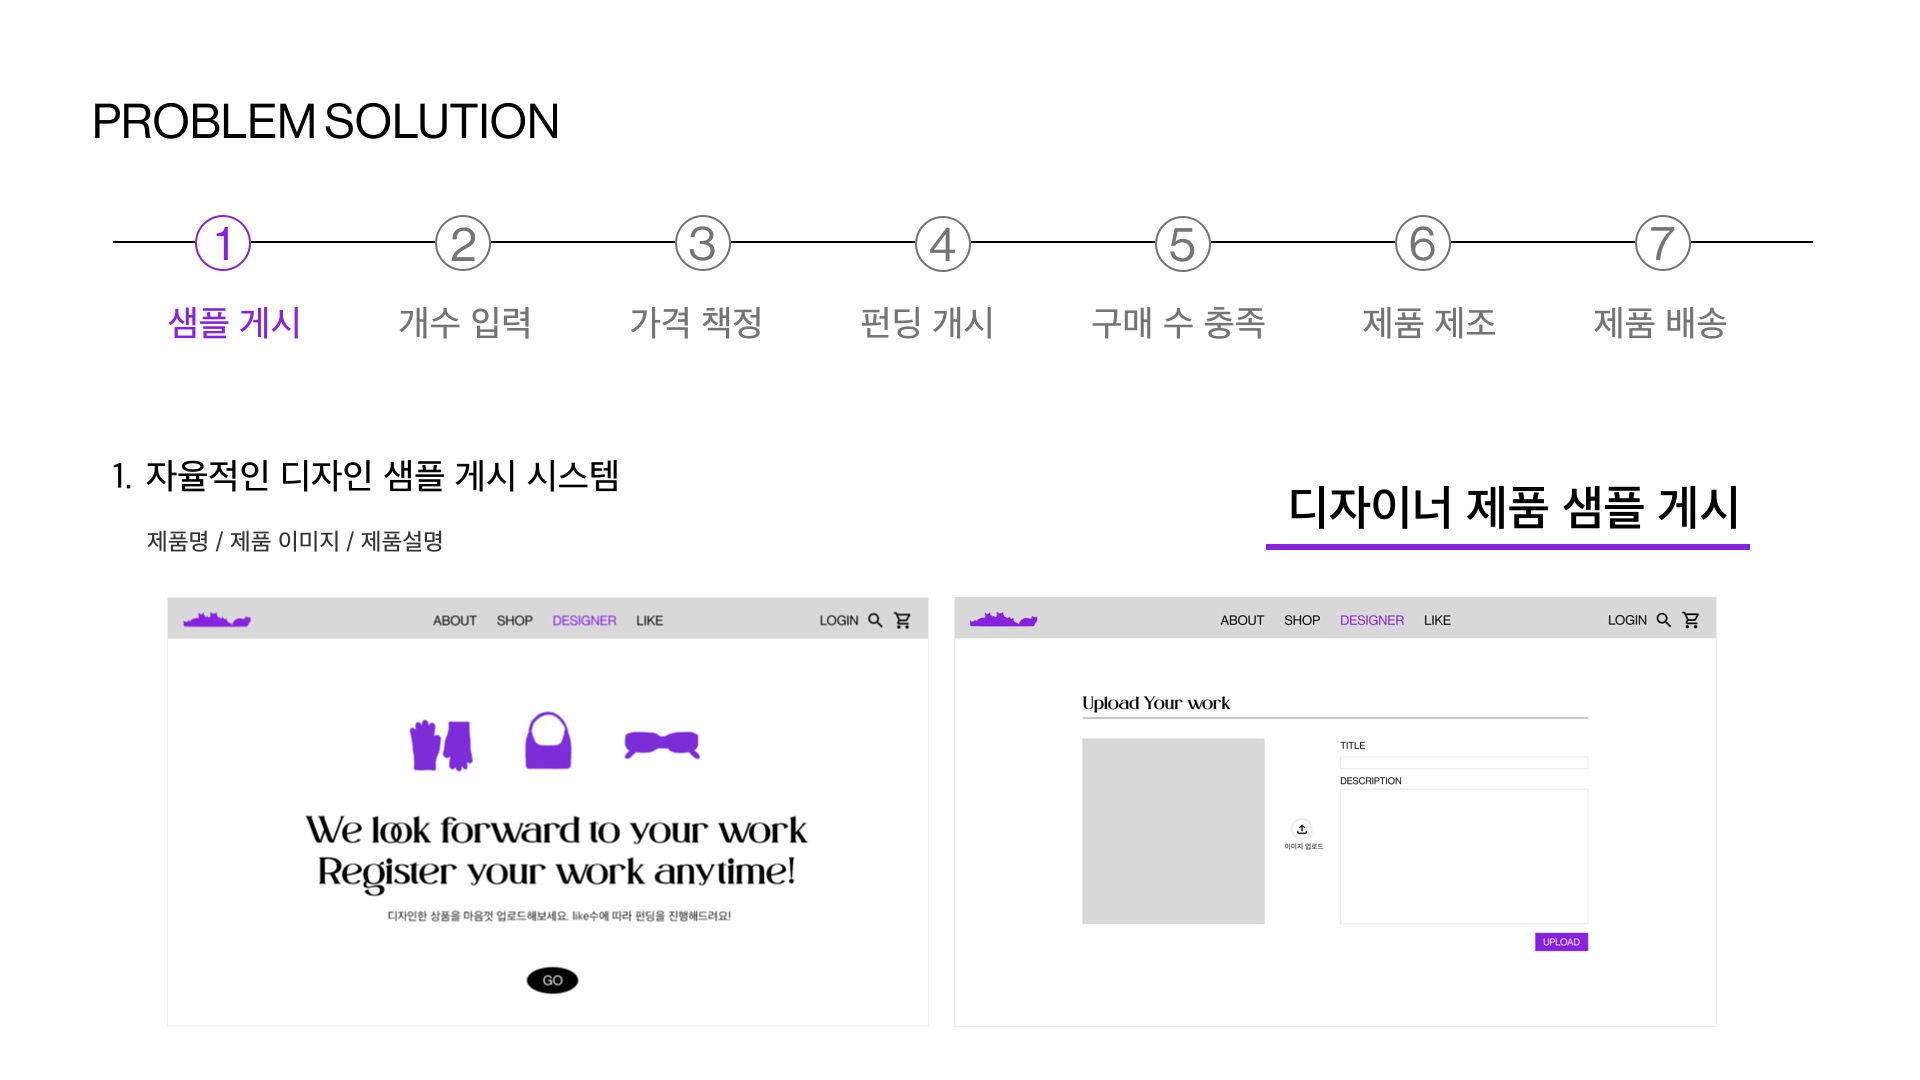 PROBLEM SOLUTION
1 2 3 4 5 6 7
샘플 게시 개수 입력 가격 책정 펀딩 개시 구매 수 충족 제품 제조 제품 배송
1. 자율적인 디자인 샘플 게시 시스템
제품명 / 제품 이미지 / 제품설명
디자이너 제품 샘플 게시
ABOUT SHOP DESIGNER LIKE LOGIN
We look forward to your work
Register your work anytime!
디자인한 상품을 마음껏 업로드해보세요. like수에 따라 펀딩을 진행해드려요!
GO
ABOUT SHOP DESIGNER LIKE LOGIN
Upload Your work
이미지 업로드
TITLE
DESCRIPTION
UPLOAD